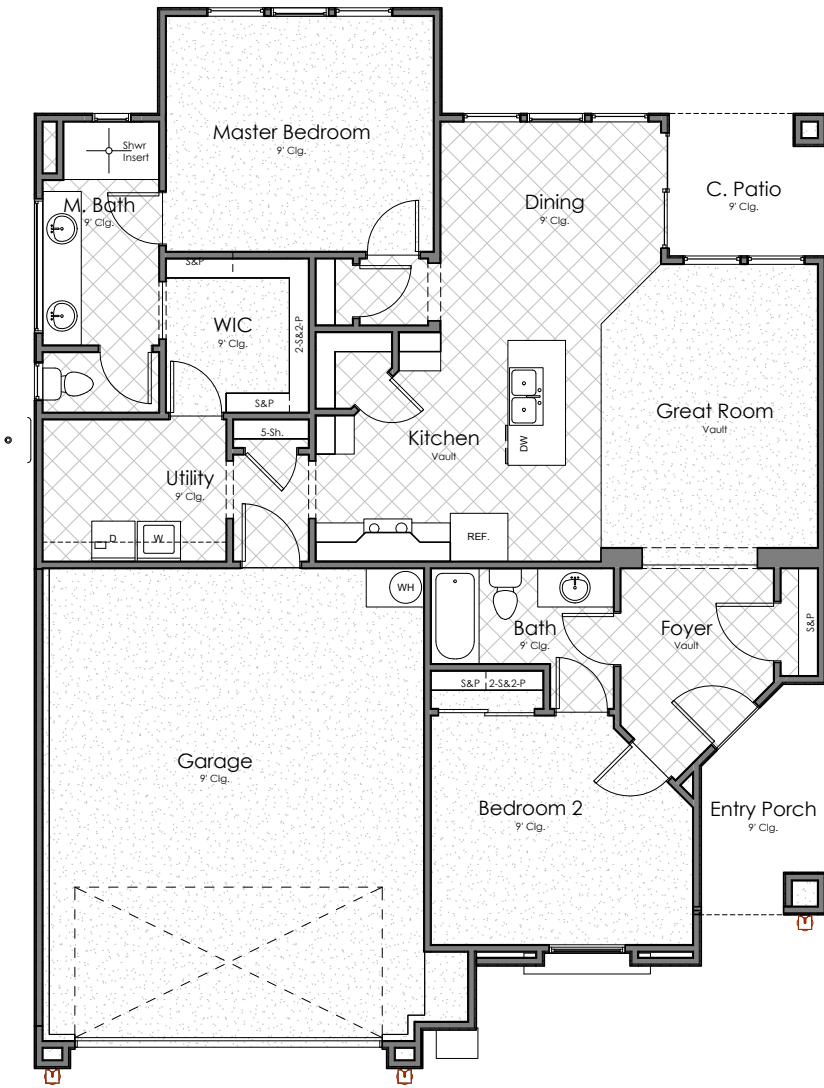 Master Bedroom
9' Clg.
Shwr
Insert
M. Bath
9' Clg.
Dining
9' Clg.
C. Patio
9' Clg.
S&P
WIC
9' Clg.
2-S&2-P
S&P
Great Room
Vault
5-Sh.
Kitchen
Vault
DW
Utility
9' Clg.
D
W
REF.
WH
Bath
9' Clg.
Foyer
Vault
S&P
S&P
2-S&2-P
Garage
9' Clg.
Bedroom 2
9' Clg.
Entry Porch
9' Clg.